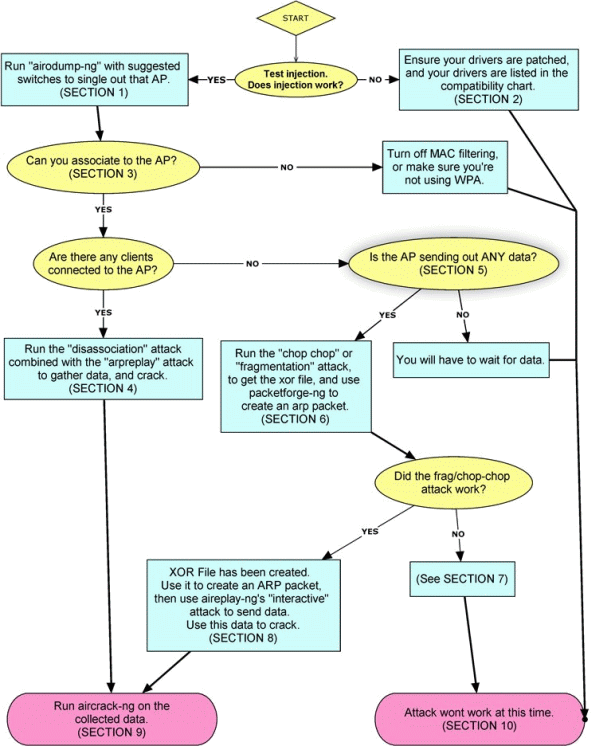 START
Test injection.
Does injection work?
YES
NO
Run "airodump-ng" with suggested
switches to single out that AP.
(SECTION 1)
Ensure your drivers are patched,
and your drivers are listed in the
compatibility chart.
(SECTION 2)
Can you associate to the AP?
(SECTION 3)
NO
Turn off MAC filtering,
or make sure you're
not using WPA.
YES
Are there any clients
connected to the AP?
NO
Is the AP sending out ANY data?
(SECTION 5)
YES
YES
NO
Run the "disassociation" attack
combined with the "arpreplay" attack
to gather data, and crack.
(SECTION 4)
Run the "chop chop" or
"fragmentation" attack,
to get the xor file, and use
packetforge-ng to
create an arp packet.
(SECTION 6)
You will have to wait for data.
Did the frag/chop-chop
attack work?
YES
NO
XOR File has been created.
Use it to create an ARP packet,
then use aireplay-ng's "interactive"
attack to send data.
Use this data to crack.
(SECTION 8)
(See SECTION 7)
Run aircrack-ng on the
collected data.
(SECTION 9)
Attack wont work at this time.
(SECTION 10)